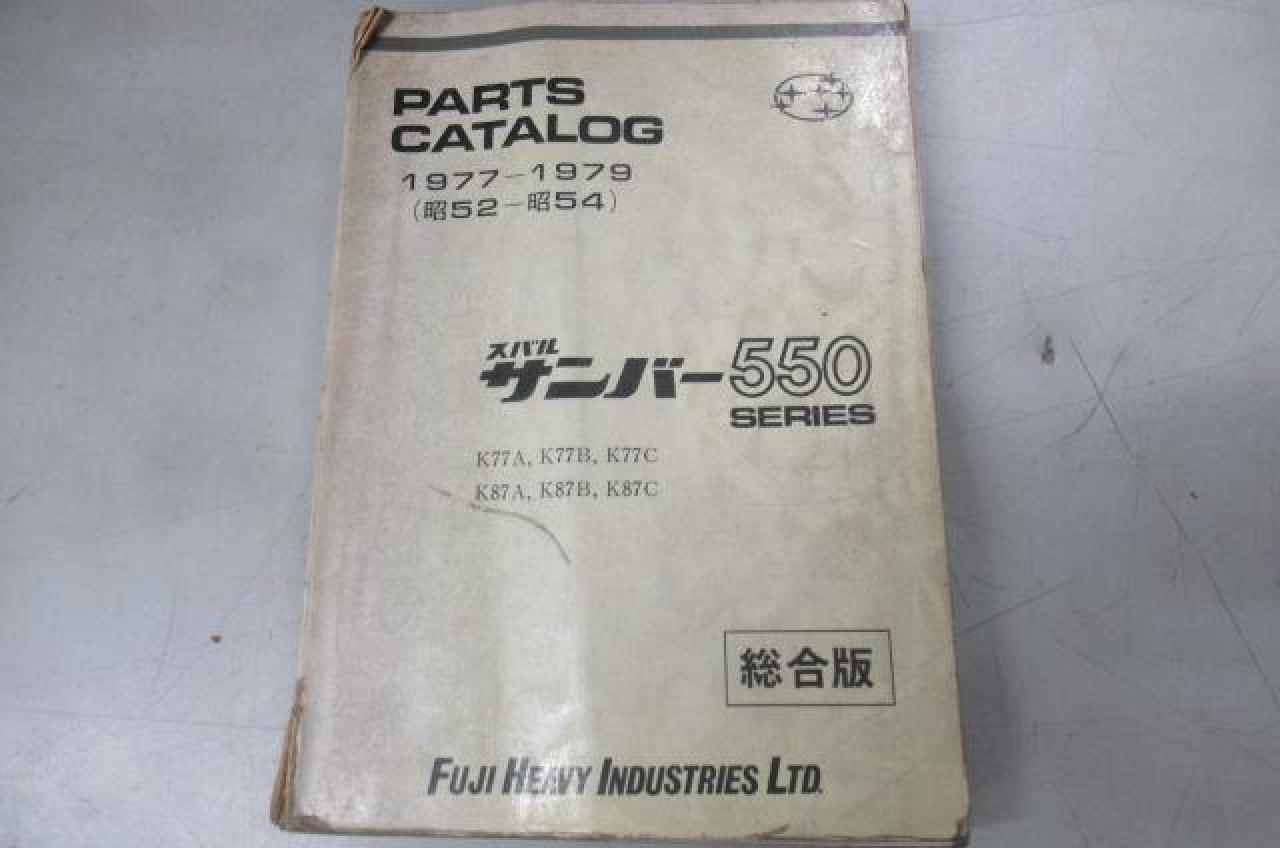 PARTS
CATALOG
1977-1979
(昭52-昭54)
スバル
サンバー550
SERIES
K77A, K77B, K77C
K87A, K87B, K87C
総合版
FUJI HEAVY INDUSTRIES LTD.